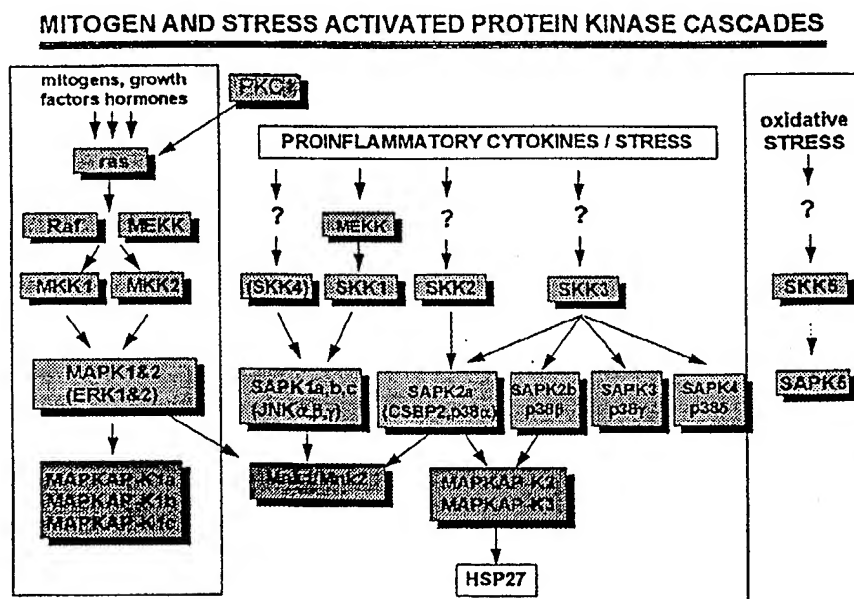 MITOGEN AND STRESS ACTIVATED PROTEIN KINASE CASCADES
mitogens, growth
factors hormones
ras
Raf
MEKK
MKK1
MKK2
MAPK1&2
(ERK1&2)
MAPKAP-K1a
MAPKAP-K1b
MAPKAP-K1c
PROINFLAMMATORY CYTOKINES / STRESS
?
MEKK
?
?
(SKK4)
SKK1
SKK2
SKK3
SAPK1a,b,c
(JNKα,β,γ)
SAPK2a
(CSBP2,p38α)
SAPK2b
p38β
SAPK3
p38γ
SAPK4
p38δ
Mnk1/Mnk2
MAPKAP-K2
MAPKAP-K3
HSP27
oxidative
STRESS
?
SKK5
SAPK5